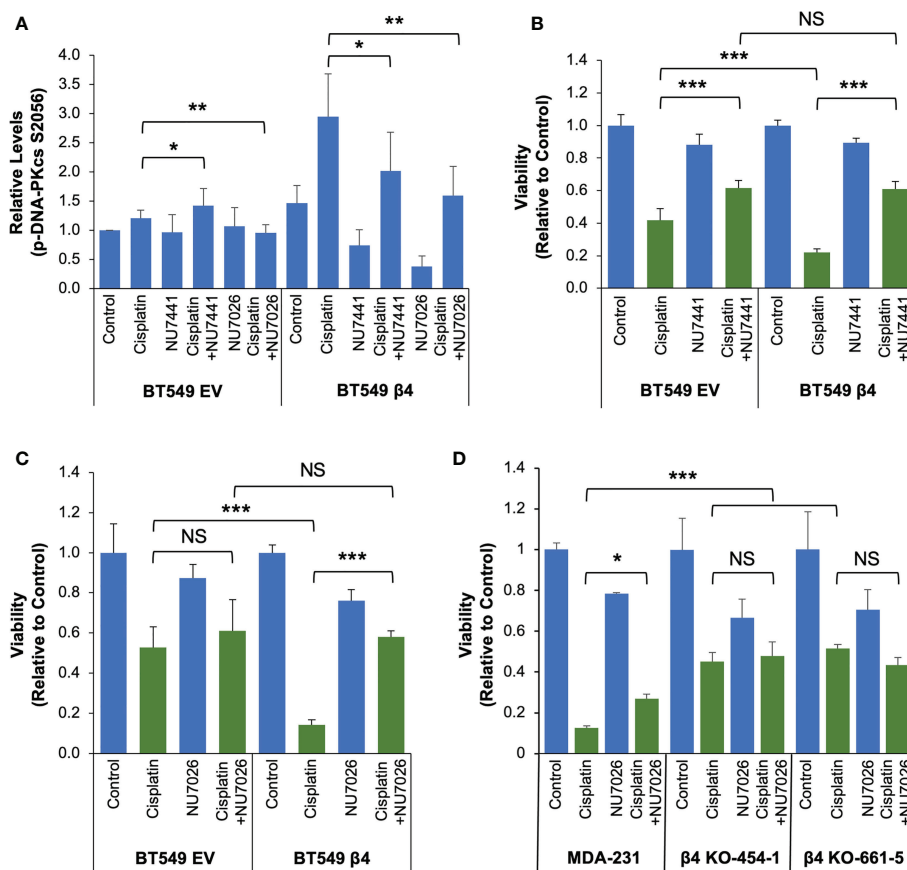 A
Relative Levels
(p-DNA-PKcs S2056)
4.0
3.5
3.0
2.5
2.0
1.5
1.0
0.5
0.0
*
**
*
**
Control
Cisplatin
NU7441
Cisplatin
+NU7441
NU7026
Cisplatin
+NU7026
Control
Cisplatin
NU7441
Cisplatin
+NU7441
NU7026
Cisplatin
+NU7026
BT549 EV
BT549 β4
B
Viability
(Relative to Control)
1.4
1.2
1
0.8
0.6
0.4
0.2
0.0
NS
***
***
***
Control
Cisplatin
NU7441
Cisplatin
+NU7441
Control
Cisplatin
NU7441
Cisplatin
+NU7441
BT549 EV
BT549 β4
C
Viability
(Relative to Control)
1.4
1.2
1.0
0.8
0.6
0.4
0.2
0.0
NS
***
NS
***
Control
Cisplatin
NU7026
Cisplatin
+NU7026
Control
Cisplatin
NU7026
Cisplatin
+NU7026
BT549 EV
BT549 β4
D
Viability
(Relative to Control)
1.4
1.2
1
0.8
0.6
0.4
0.2
0
***
*
NS
NS
Control
Cisplatin
NU7026
Cisplatin
+NU7026
Control
Cisplatin
NU7026
Cisplatin
+NU7026
Control
Cisplatin
NU7026
Cisplatin
+NU7026
MDA-231
β4 KO-454-1
β4 KO-661-5